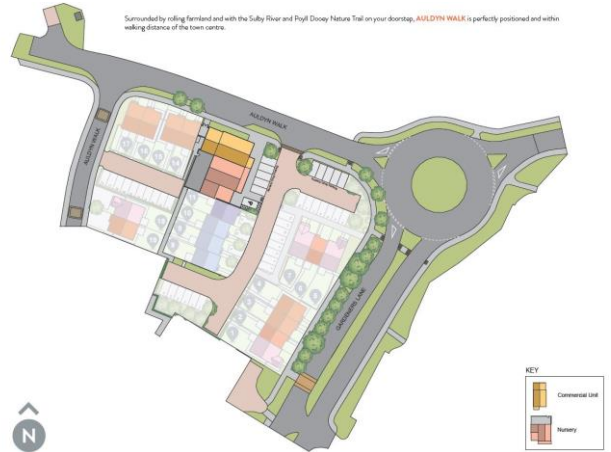 Surrounded by rolling farmland and with the Sulby River and Poyll Dooey Nature Trail on your doorstep, AULDYN WALK is perfectly positioned and within
walking distance of the town centre.
AULDYN WALK
AULDYN WALK
GARDENERS LANE
KEY
Commercial Unit
Nursery
N